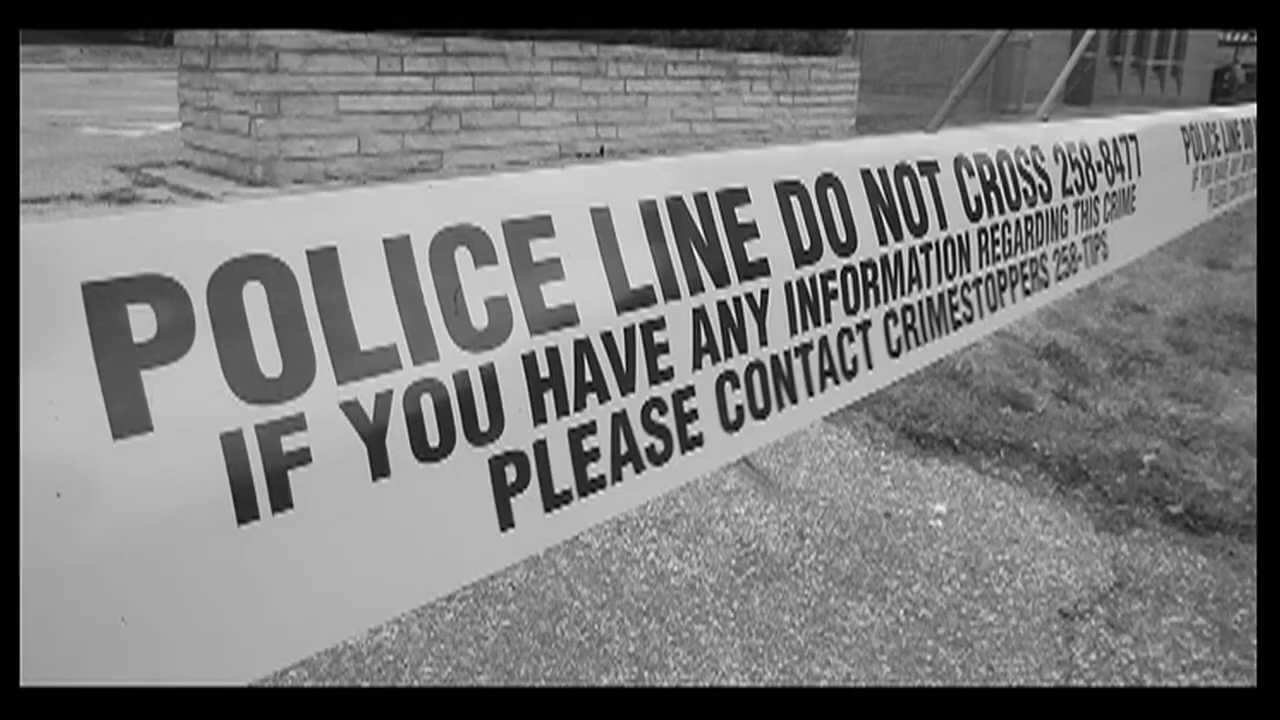 POLICE LINE DO NOT CROSS 258-8477
IF YOU HAVE ANY INFORMATION REGARDING THIS CRIME
PLEASE CONTACT CRIMESTOPPERS 258-TIPS
POLICE LINE DO